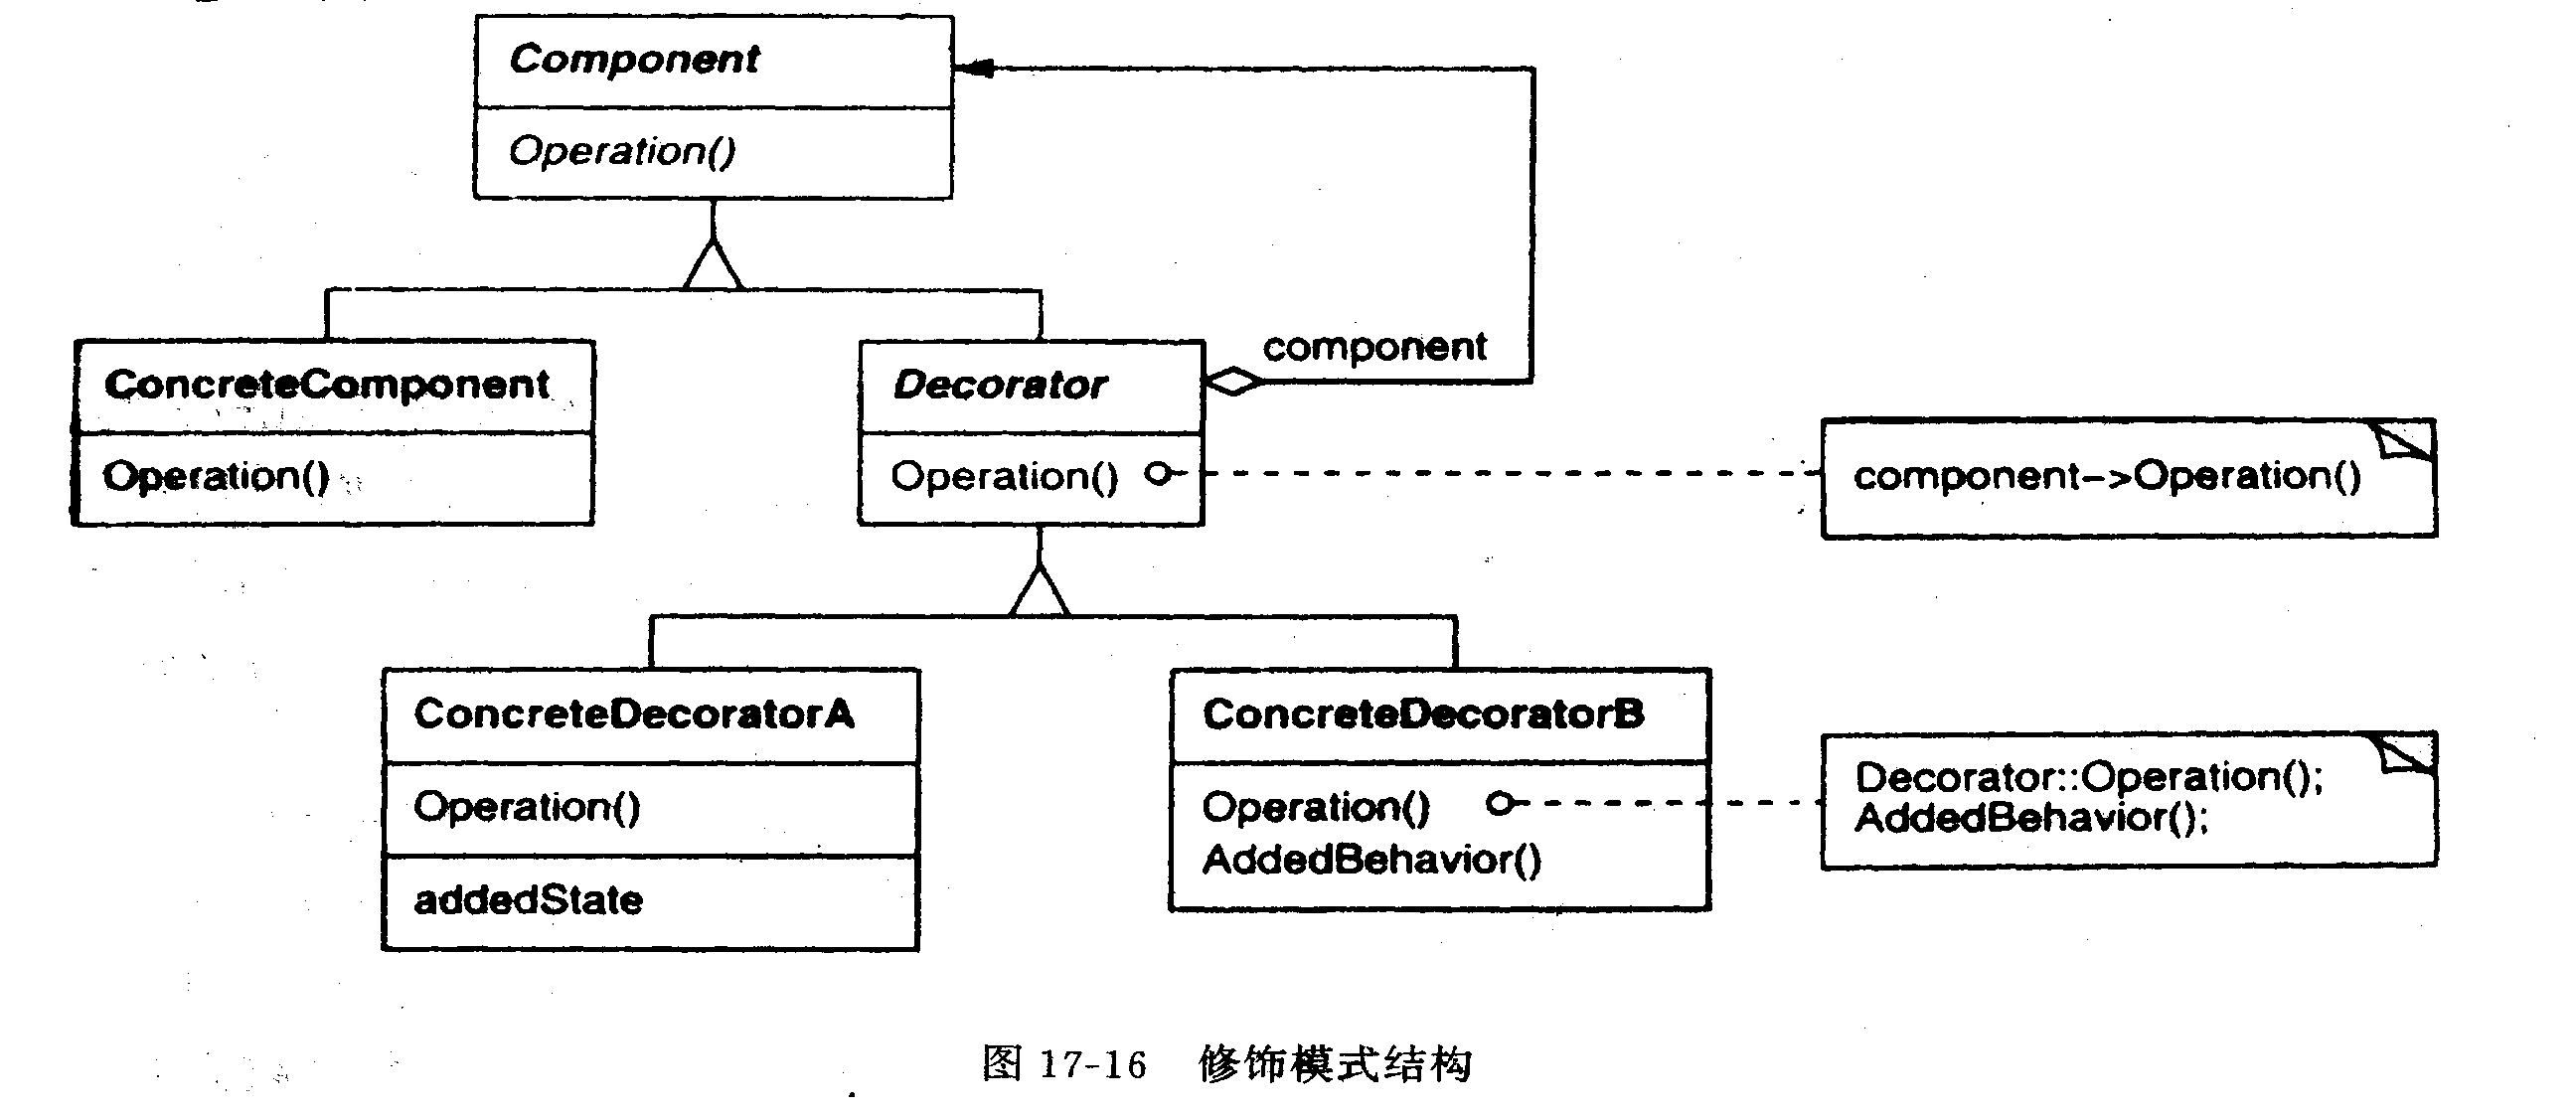 Component
Operation()
component
ConcreteComponent
Operation()
Decorator
Operation()
component->Operation()
ConcreteDecoratorA
Operation()
addedState
ConcreteDecoratorB
Operation()
AddedBehavior()
Decorator::Operation();
AddedBehavior();
图 17-16 修饰模式结构